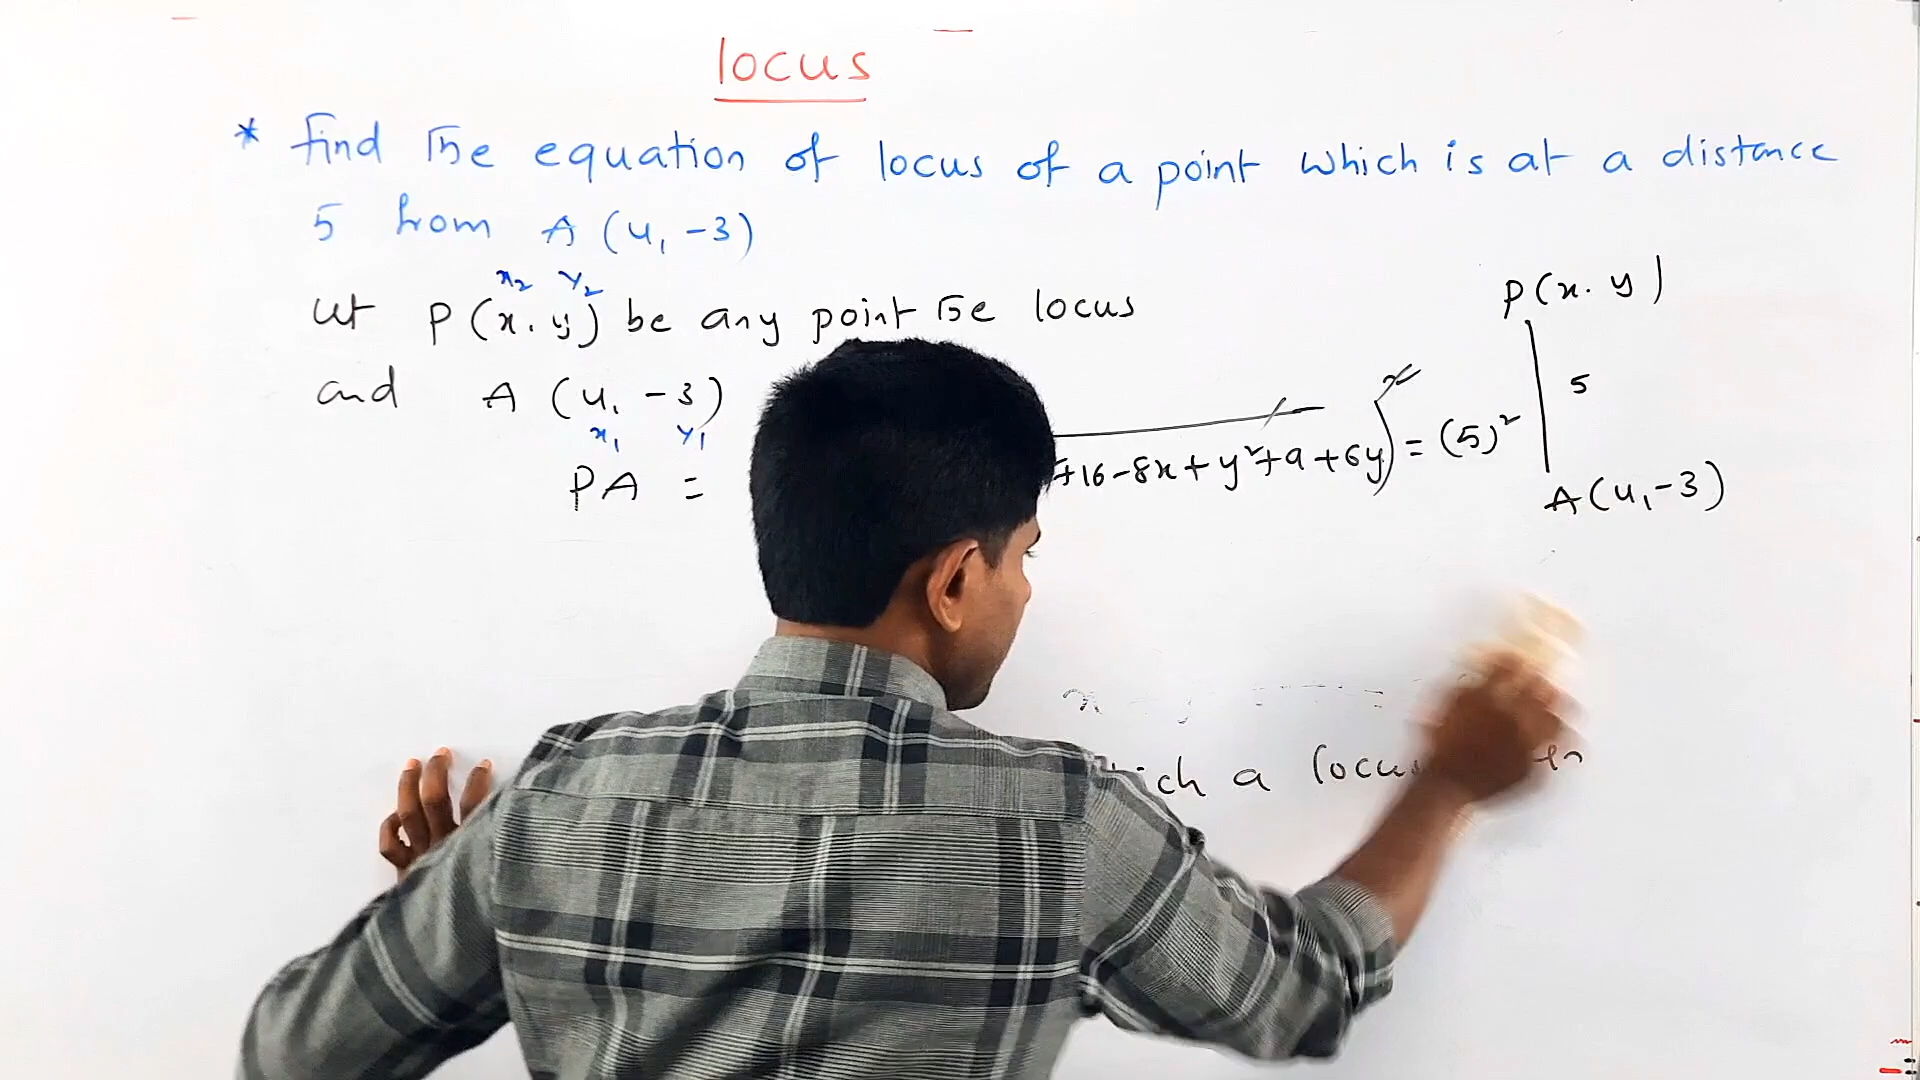 locus
* Find The equation of locus of a point which is at a distance
5 from A (4, -3)
x₂ y₂
Let P (x, y) be any point The locus
and A (4, -3)
x₁ y₁
PA =
+16-8x+y²+9+6y) = (5)²
P(x, y)
5
A(4, -3)
a locus